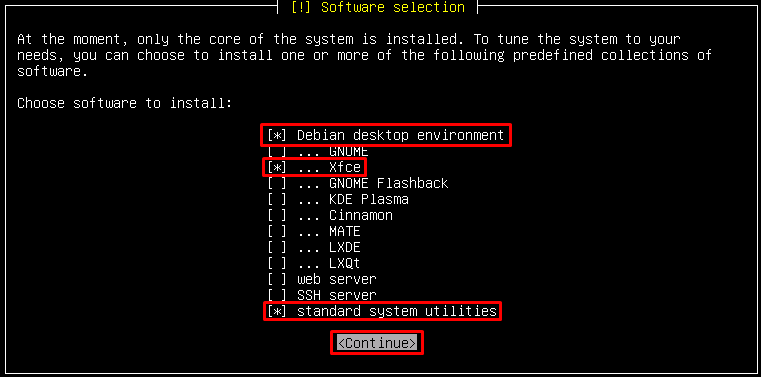 [!] Software selection
At the moment, only the core of the system is installed. To tune the system to your
needs, you can choose to install one or more of the following predefined collections of
software.
Choose software to install:
[*] Debian desktop environment
[ ] ... GNOME
[*] ... Xfce
[ ] ... GNOME Flashback
[ ] ... KDE Plasma
[ ] ... Cinnamon
[ ] ... MATE
[ ] ... LXDE
[ ] ... LXQt
[ ] web server
[ ] SSH server
[*] standard system utilities
<Continue>